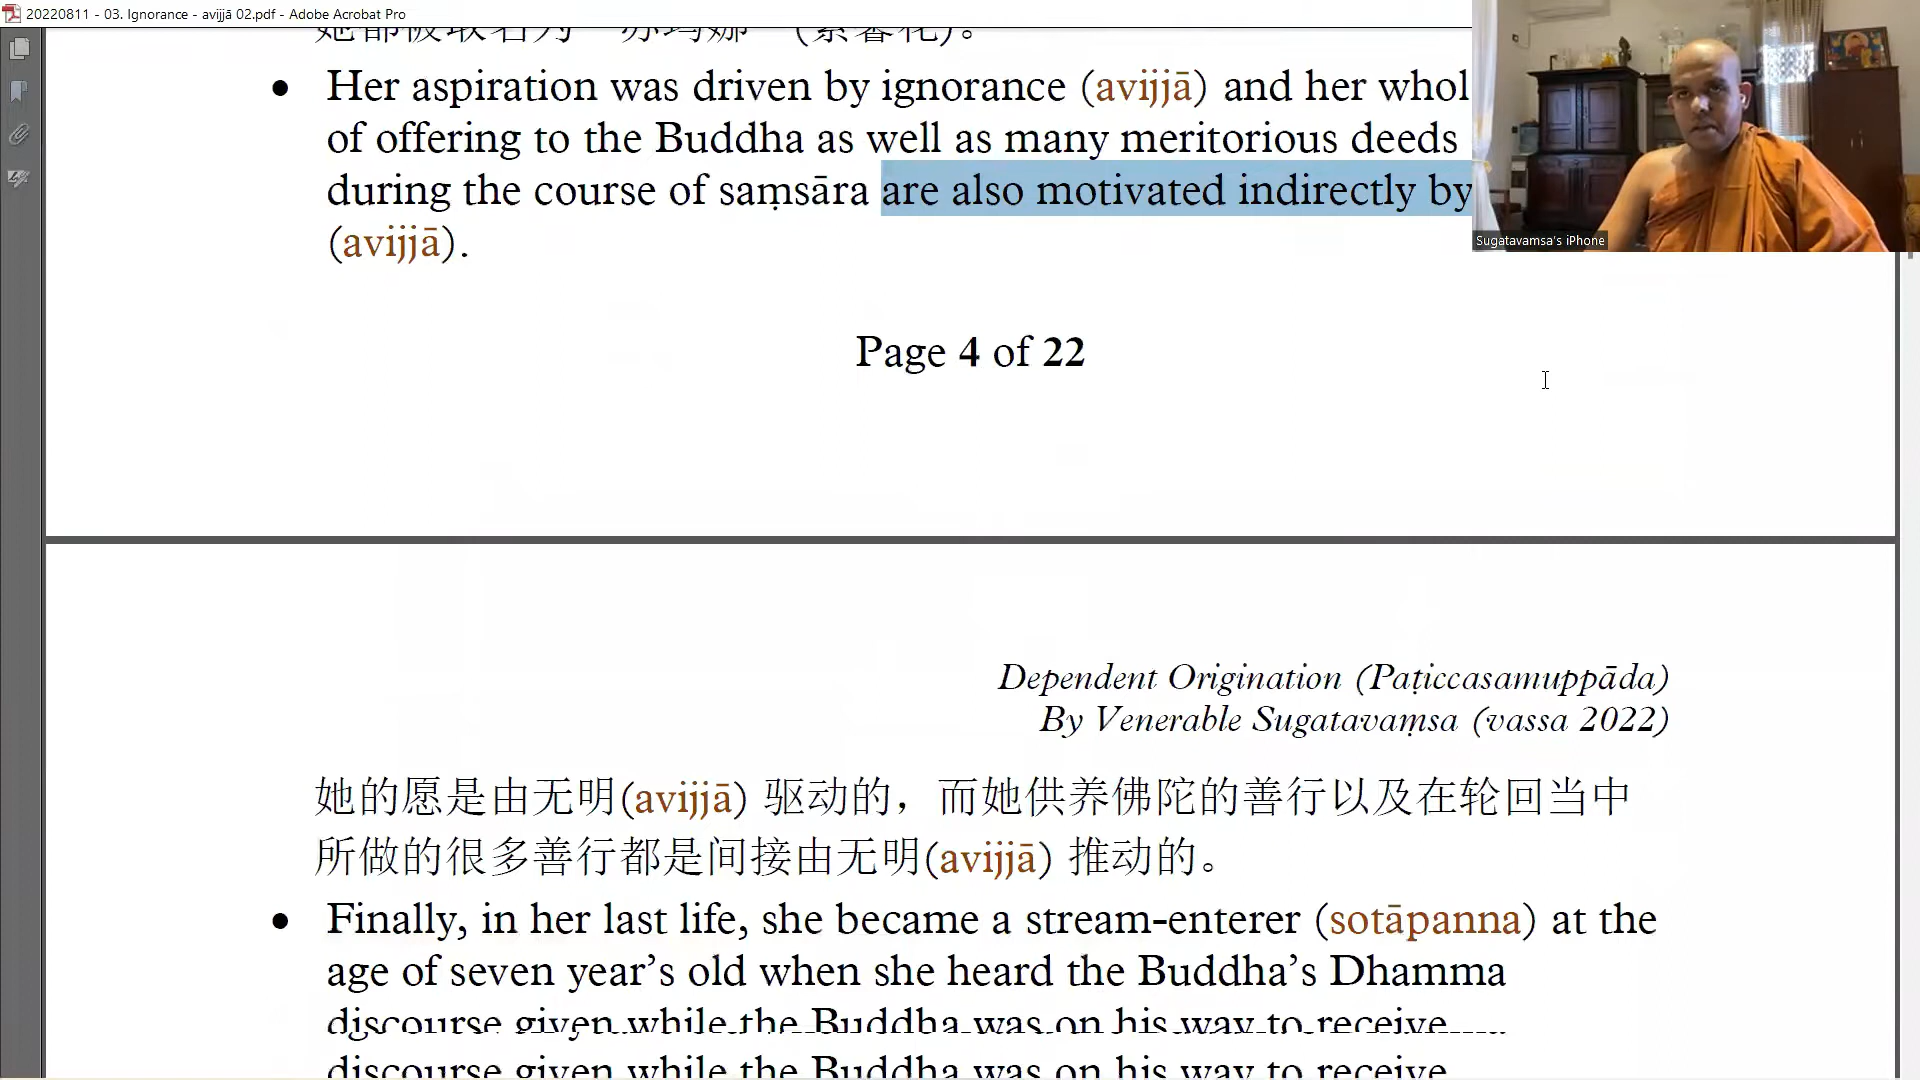 20220811 - 03. Ignorance - avijjā 02.pdf - Adobe Acrobat Pro
Her aspiration was driven by ignorance (avijjā) and her whol
of offering to the Buddha as well as many meritorious deeds
during the course of saṃsāra are also motivated indirectly by
(avijjā).
Sugatavamsa's iPhone
Page 4 of 22
Dependent Origination (Paṭiccasamuppāda)
By Venerable Sugatavaṃsa (vassa 2022)
她的愿是由无明(avijjā) 驱动的，而她供养佛陀的善行以及在轮回当中
所做的很多善行都是间接由无明(avijjā) 推动的。
Finally, in her last life, she became a stream-enterer (sotāpanna) at the
age of seven year’s old when she heard the Buddha’s Dhamma
discourse given while the Buddha was on his way to receive
discourse given while the Buddha was on his way to receive